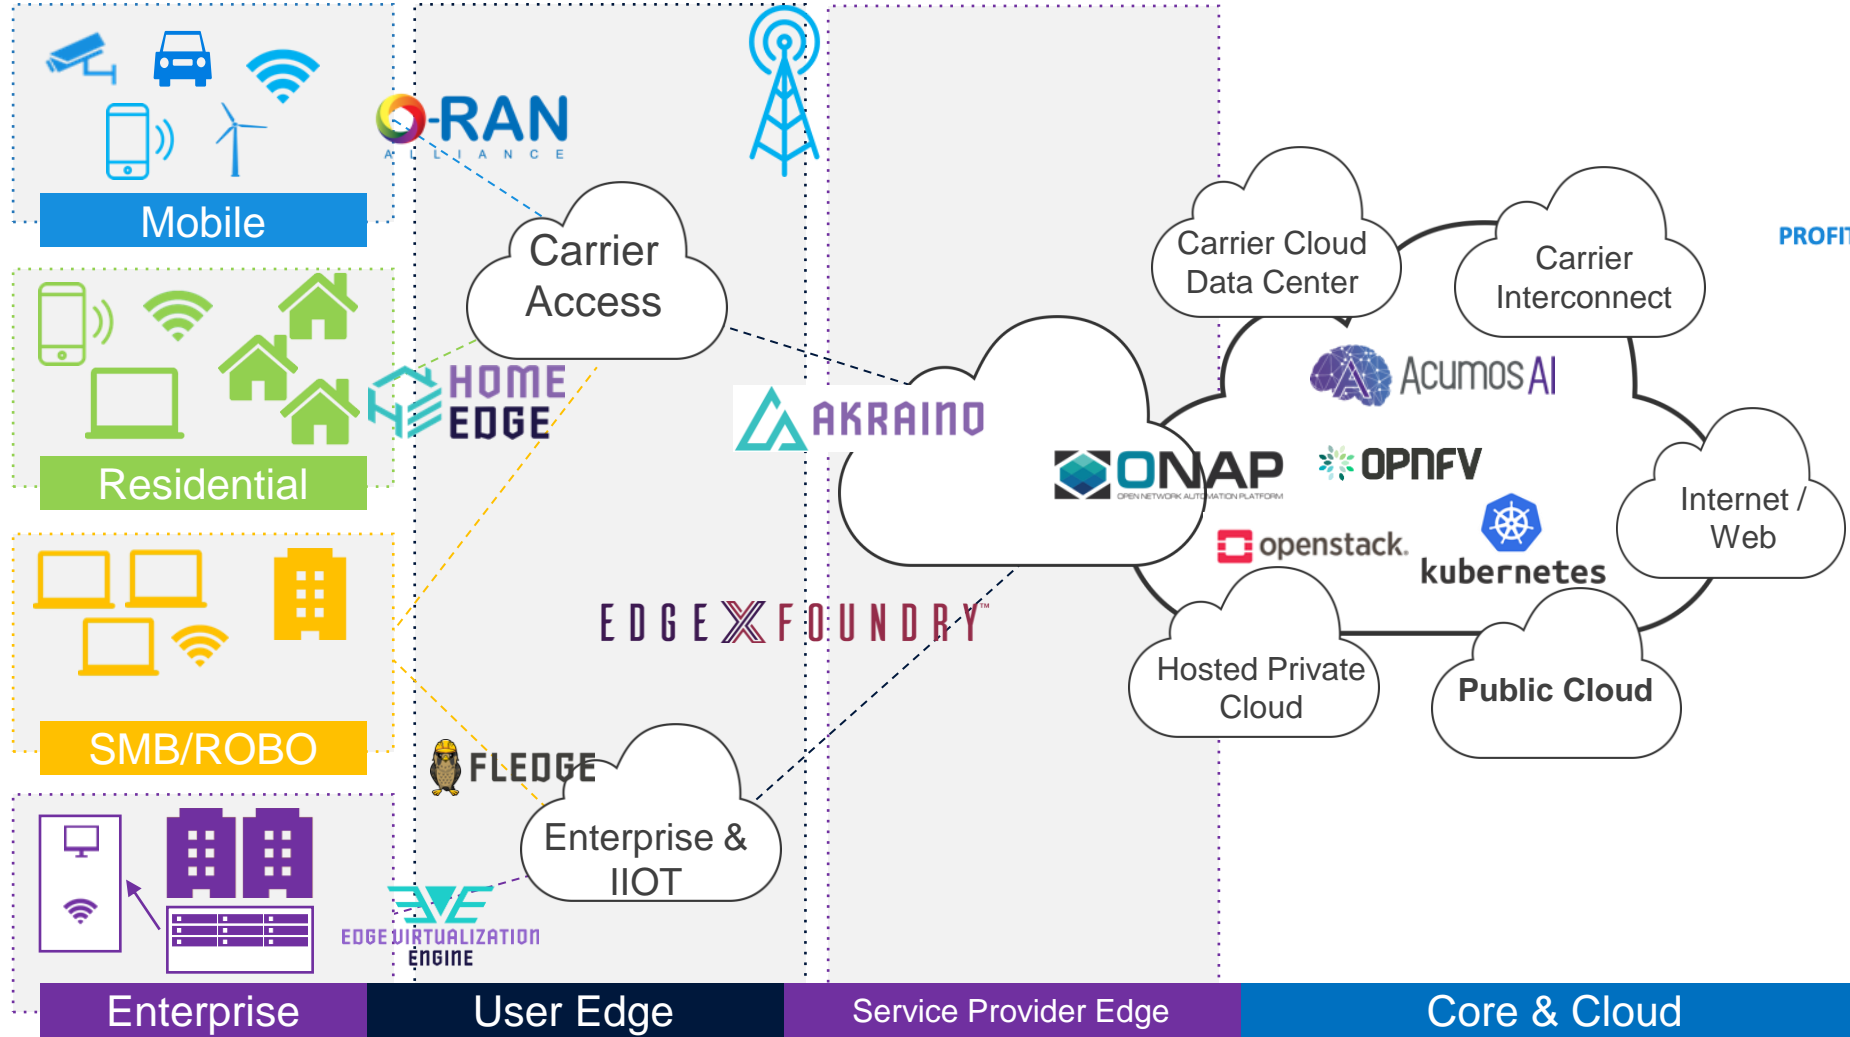 O-RAN
ALLIANCE
Mobile
Carrier
Access
Carrier Cloud
Data Center
Carrier
Interconnect
PROFIT
HOME
EDGE
Residential
AKRAINO
Acumos AI
ONAP
OPEN NETWORK AUTOMATION PLATFORM
OPNFV
openstack.
kubernetes
Internet /
Web
EDGE X FOUNDRY™
SMB/ROBO
Hosted Private
Cloud
Public Cloud
FLEDGE
Enterprise &
IIOT
EDGE VIRTUALIZATION
ENGINE
Enterprise
User Edge
Service Provider Edge
Core & Cloud